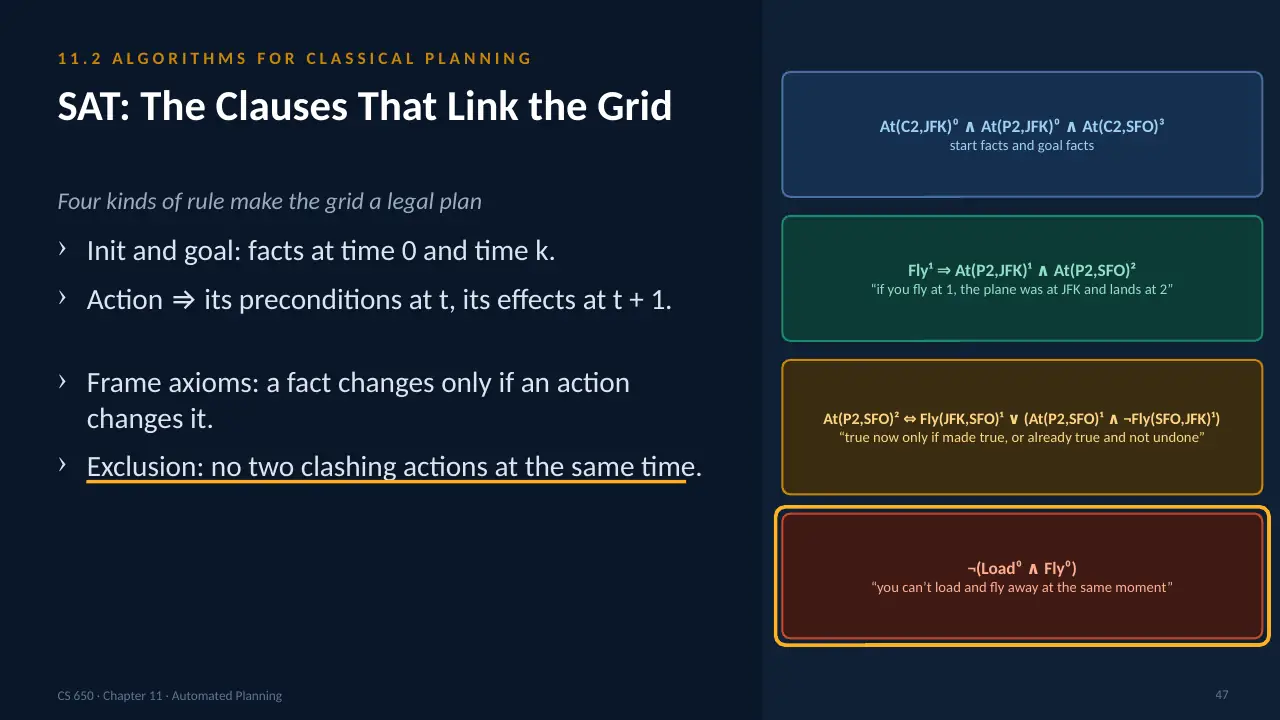 11.2 ALGORITHMS FOR CLASSICAL PLANNING
SAT: The Clauses That Link the Grid
Four kinds of rule make the grid a legal plan
› Init and goal: facts at time 0 and time k.
› Action ⇒ its preconditions at t, its effects at t + 1.
› Frame axioms: a fact changes only if an action
changes it.
› Exclusion: no two clashing actions at the same time.
At(C2,JFK)⁰ ∧ At(P2,JFK)⁰ ∧ At(C2,SFO)³
start facts and goal facts
Fly¹ ⇒ At(P2,JFK)¹ ∧ At(P2,SFO)²
“if you fly at 1, the plane was at JFK and lands at 2”
At(P2,SFO)² ⇔ Fly(JFK,SFO)¹ ∨ (At(P2,SFO)¹ ∧ ¬Fly(SFO,JFK)¹)
“true now only if made true, or already true and not undone”
¬(Load⁰ ∧ Fly⁰)
“you can’t load and fly away at the same moment”
CS 650 · Chapter 11 · Automated Planning
47